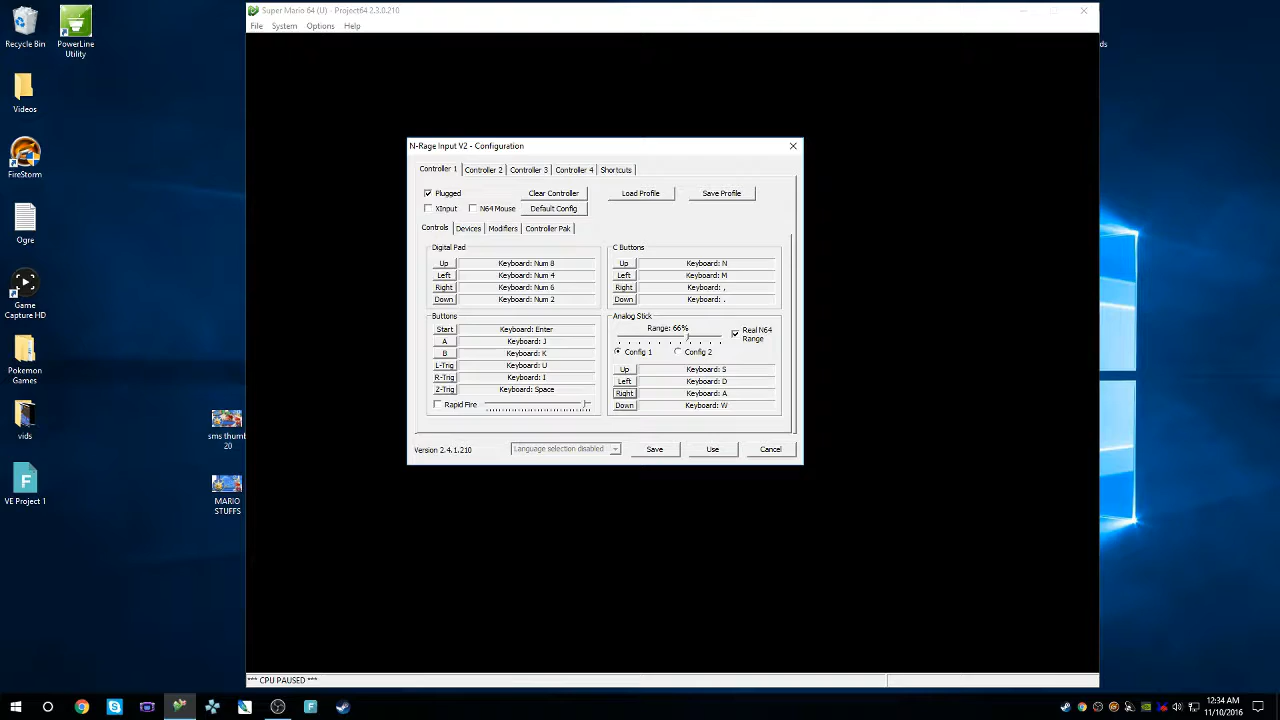 Super Mario 64 (U) - Project64 2.3.0.210
File System Options Help
Recycle Bin
PowerLine Utility
Videos
FireStorm
Ogre
Game Capture HD
Pokemon Games
vids
sms thumb 20
VE Project 1
MARIO STUFFS
ds
N-Rage Input V2 - Configuration
Controller 1 Controller 2 Controller 3 Controller 4 Shortcuts
Plugged Clear Controller Load Profile Save Profile
XInput N64 Mouse Default Config
Controls Devices Modifiers Controller Pak
Digital Pad
Up Keyboard: Num 8
Left Keyboard: Num 4
Right Keyboard: Num 6
Down Keyboard: Num 2
C Buttons
Up Keyboard: N
Left Keyboard: M
Right Keyboard: ,
Down Keyboard: .
Buttons
Start Keyboard: Enter
A Keyboard: J
B Keyboard: K
L-Trig Keyboard: U
R-Trig Keyboard: I
Z-Trig Keyboard: Space
Rapid Fire
Analog Stick
Range: 66%
Real N64 Range
Config 1 Config 2
Up Keyboard: S
Left Keyboard: D
Right Keyboard: A
Down Keyboard: W
Version 2.4.1.210 Language selection disabled Save Use Cancel
*** CPU PAUSED ***
12:34 AM
11/10/2016